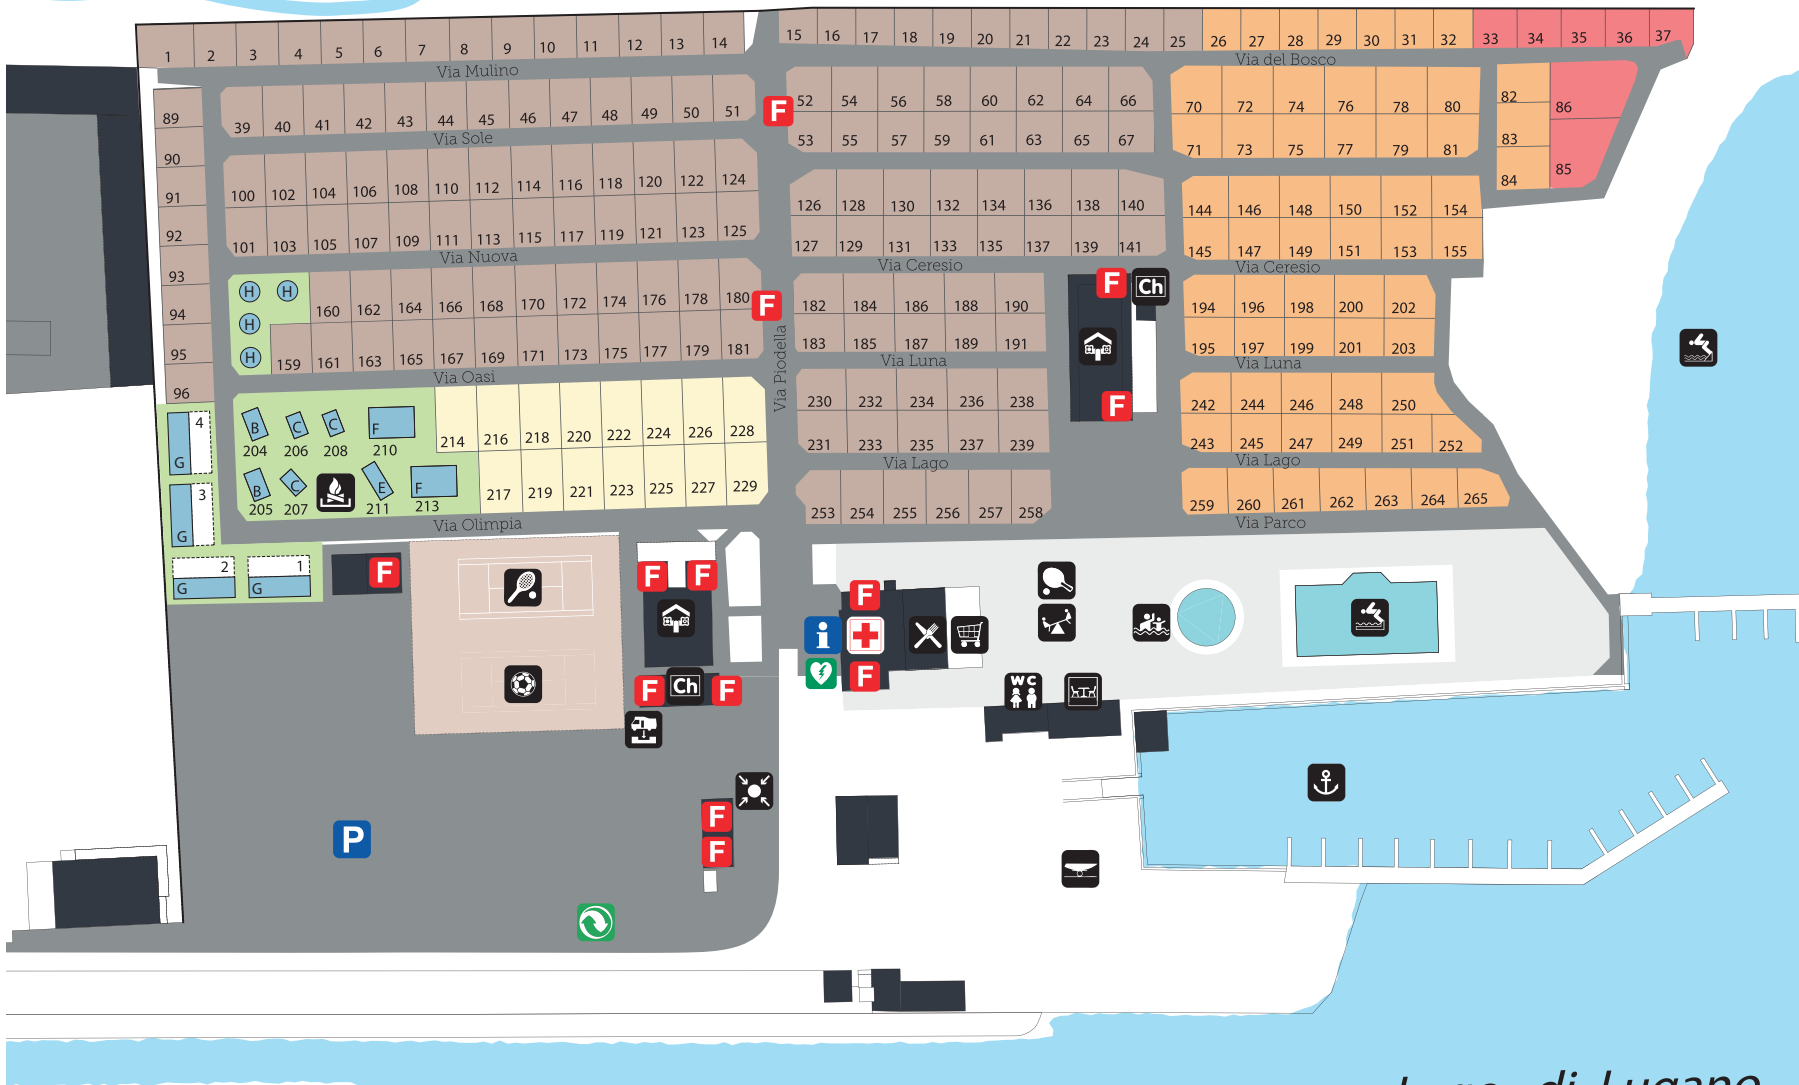 1 2 3 4 5 6 7 8 9 10 11 12 13 14 15 16 17 18 19 20 21 22 23 24 25 26 27 28 29 30 31 32 33 34 35 36 37
Via Mulino
Via del Bosco
89 39 40 41 42 43 44 45 46 47 48 49 50 51 F 52 54 56 58 60 62 64 66 70 72 74 76 78 80 82 86
53 55 57 59 61 63 65 67 71 73 75 77 79 81 83
84 85
Via Sole
90
91 100 102 104 106 108 110 112 114 116 118 120 122 124 126 128 130 132 134 136 138 140 144 146 148 150 152 154
92 101 103 105 107 109 111 113 115 117 119 121 123 125 127 129 131 133 135 137 139 141 145 147 149 151 153 155
Via Nuova
Via Ceresio
Via Ceresio
93 H H 160 162 164 166 168 170 172 174 176 178 180 F 182 184 186 188 190 F Ch 194 196 198 200 202
94 H
95 H 159 161 163 165 167 169 171 173 175 177 179 181 183 185 187 189 191 195 197 199 201 203
Via Oasi
Via Piodella
Via Luna
Via Luna
96
4 B C C F 214 216 218 220 222 224 226 228 230 232 234 236 238 F 242 244 246 248 250
204 206 208 210
G 231 233 235 237 239 243 245 247 249 251 252
Via Lago
Via Lago
3 B C E F 217 219 221 223 225 227 229 253 254 255 256 257 258 259 260 261 262 263 264 265
205 207 211 213
G
Via Olimpia
Via Parco
2 1 F F F F
G G
i
WC
F Ch F F
P
F
F
Lago di Lugano